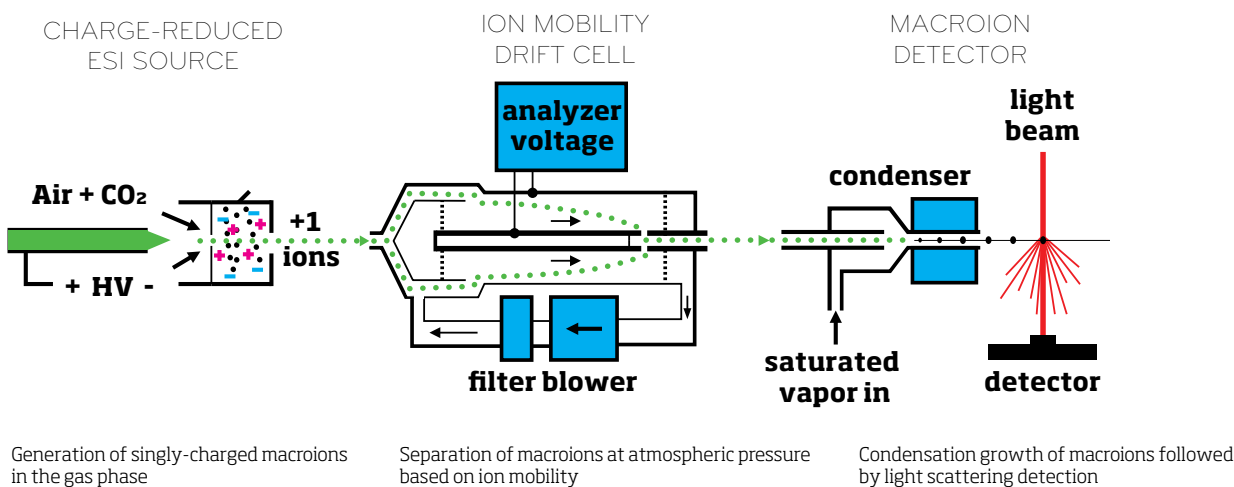 CHARGE-REDUCED
ESI SOURCE
ION MOBILITY
DRIFT CELL
MACROION
DETECTOR
analyzer
voltage
light
beam
Air + CO₂
condenser
+1
ions
+ HV -
filter blower
saturated
vapor in
detector
Generation of singly-charged macroions
in the gas phase
Separation of macroions at atmospheric pressure
based on ion mobility
Condensation growth of macroions followed
by light scattering detection